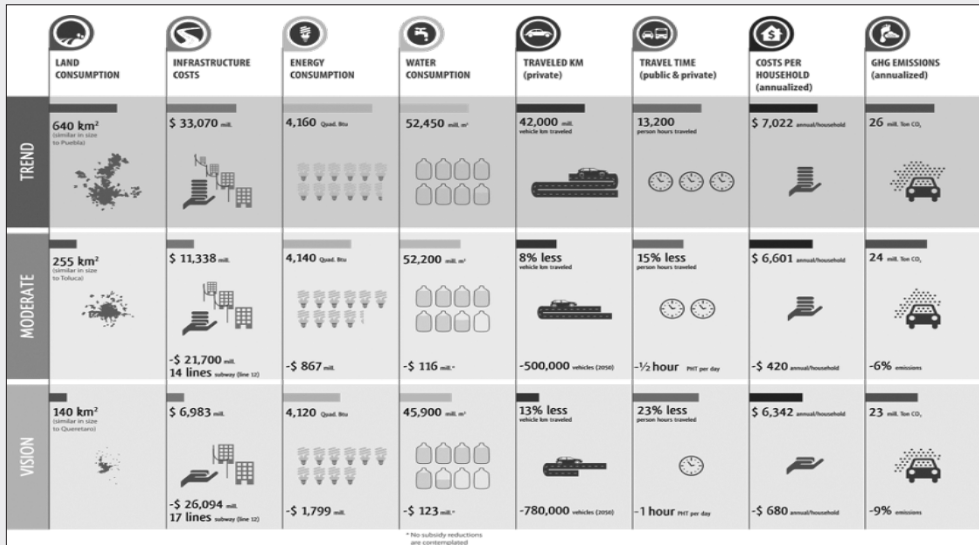 LAND
CONSUMPTION
INFRASTRUCTURE
COSTS
ENERGY
CONSUMPTION
WATER
CONSUMPTION
TRAVELED KM
(private)
TRAVEL TIME
(public & private)
COSTS PER
HOUSEHOLD
(annualized)
GHG EMISSIONS
(annualized)
TREND
640 km²
(similar in size
to Puebla)
$ 33,070 mill.
4,160 Quad. Btu
52,450 mill. m³
42,000 mill.
vehicle km traveled
13,200
person hours traveled
$ 7,022 annual/household
26 mill. Ton CO₂
MODERATE
255 km²
(similar in size
to Toluca)
$ 11,338 mill.
-$ 21,700 mill.
14 lines subway (line 12)
4,140 Quad. Btu
-$ 867 mill.
52,200 mill. m³
-$ 116 mill.*
8% less
vehicle km traveled
-500,000 vehicles (2050)
15% less
person hours traveled
-½ hour PHT per day
$ 6,601 annual/household
-$ 420 annual/household
24 mill. Ton CO₂
-6% emissions
VISION
140 km²
(similar in size
to Queretaro)
$ 6,983 mill.
-$ 26,094 mill.
17 lines subway (line 12)
4,120 Quad. Btu
-$ 1,799 mill.
45,900 mill. m³
-$ 123 mill.*
13% less
vehicle km traveled
-780,000 vehicles (2050)
23% less
person hours traveled
-1 hour PHT per day
$ 6,342 annual/household
-$ 680 annual/household
23 mill. Ton CO₂
-9% emissions
* No subsidy reductions
are contemplated